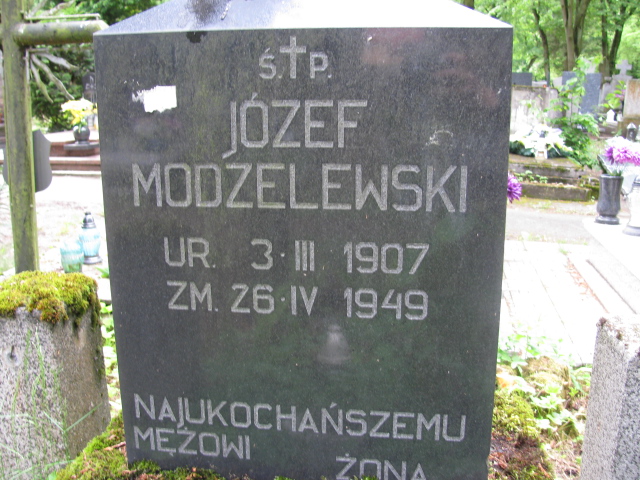 Ś.†P.
JÓZEF
MODZELEWSKI
UR. 3·III 1907
ZM. 26·IV 1949
NAJUKOCHAŃSZEMU
MĘŻOWI ŻONA